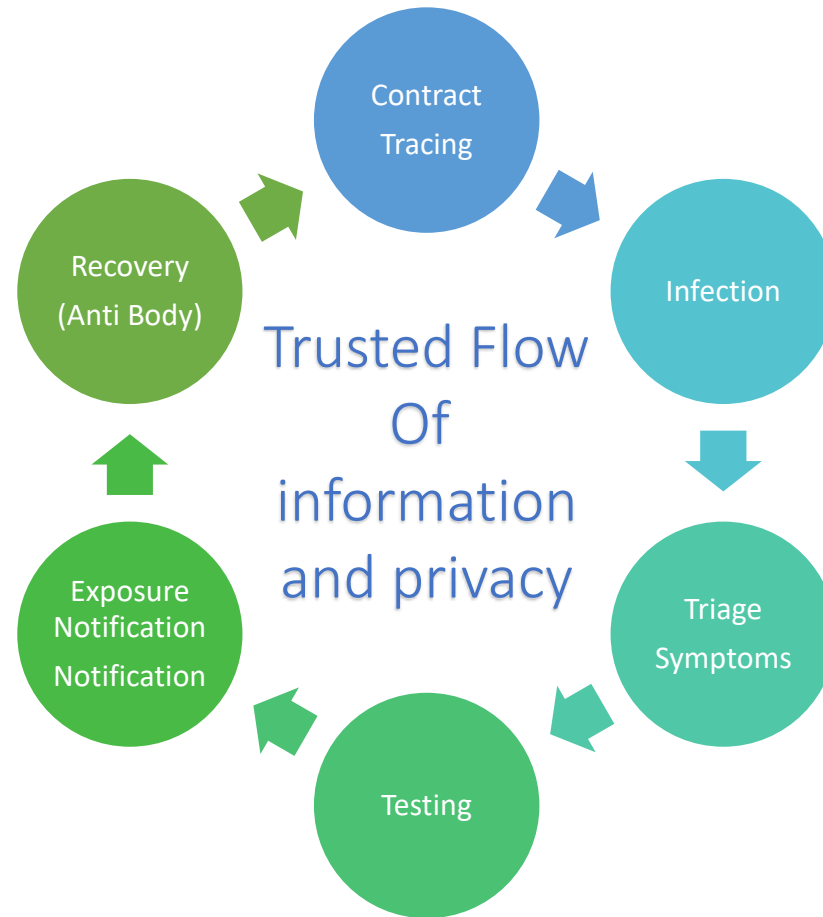 Contract
Tracing
Infection
Triage
Symptoms
Testing
Exposure
Notification
Notification
Recovery
(Anti Body)
Trusted Flow
Of
information
and privacy